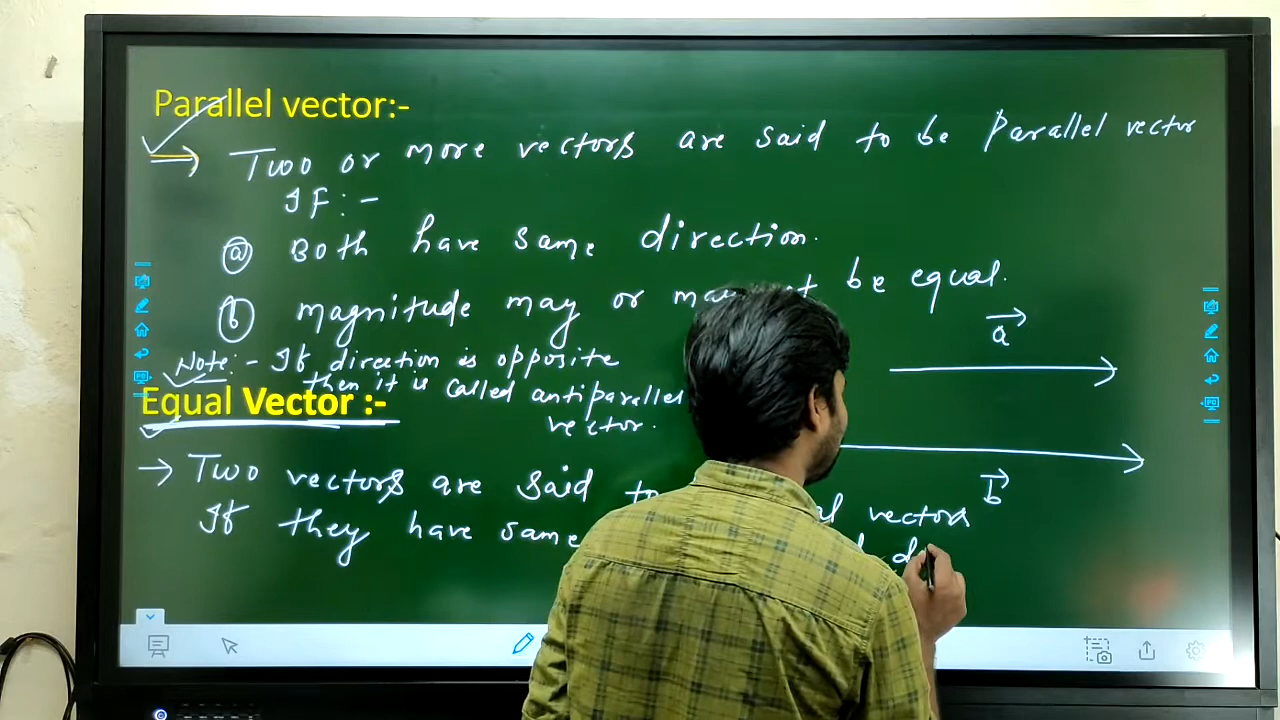 Parallel vector:-
Two or more vectors are said to be Parallel vector
If :-
(a) Both have same direction.
(b) magnitude may or may be equal.
a
Note:- If direction is opposite
then it is called antiparallel
vector.
Equal Vector :-
b
→ Two vectors are said to vectors
If they have same